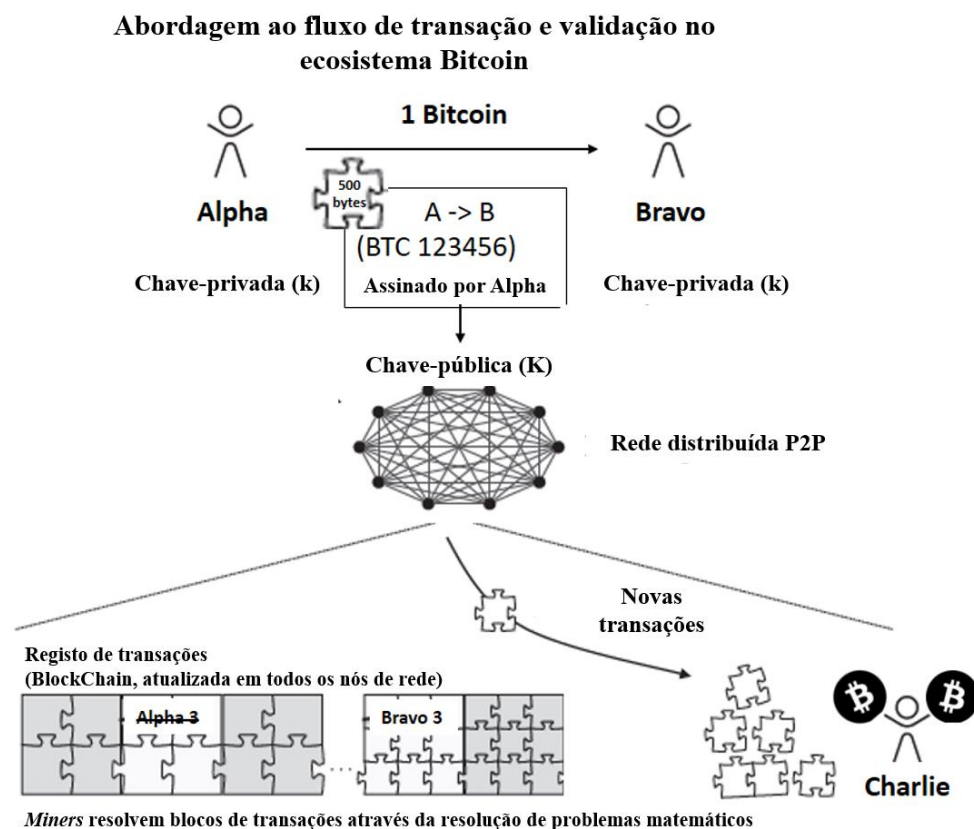 Abordagem ao fluxo de transação e validação no
ecosistema Bitcoin
1 Bitcoin
Alpha
500
bytes
A -> B
(BTC 123456)
Assinado por Alpha
Bravo
Chave-privada (k)
Chave-privada (k)
Chave-pública (K)
Rede distribuída P2P
Novas
transações
Registo de transações
(BlockChain, atualizada em todos os nós de rede)
Alpha 3
...
Bravo 3
Charlie
Miners resolvem blocos de transações através da resolução de problemas matemáticos